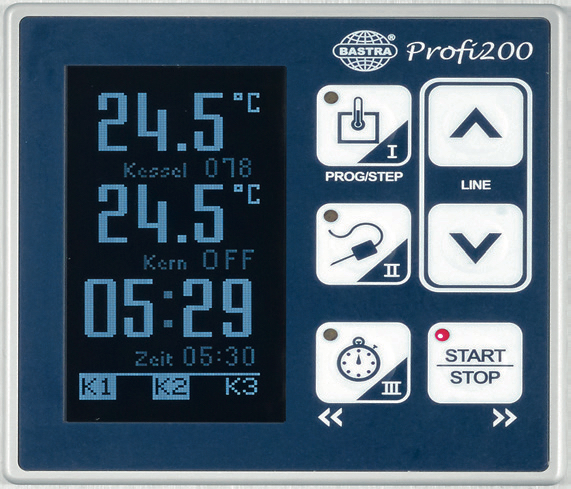 BASTRA® Profi200
24.5°C
Kessel 078
24.5°C
Kern OFF
05:29
Zeit 05:30
K1 K2 K3
I
PROG/STEP
II
III
LINE
START
STOP
« »